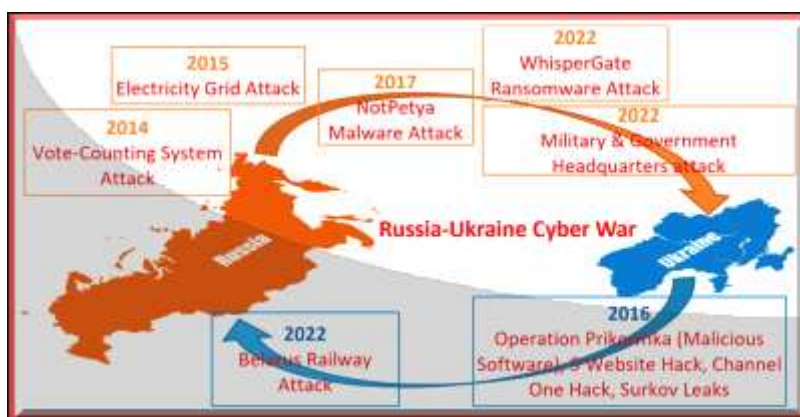 2015
Electricity Grid Attack
2022
WhisperGate
Ransomware Attack
2017
NotPetya
Malware Attack
2014
Vote-Counting System
Attack
2022
Military & Government
Headquarters attack
Russia
Russia-Ukraine Cyber War
Ukraine
2022
Belarus Railway
Attack
2016
Operation Prikormka (Malicious
Software), 9 Website Hack, Channel
One Hack, Surkov Leaks